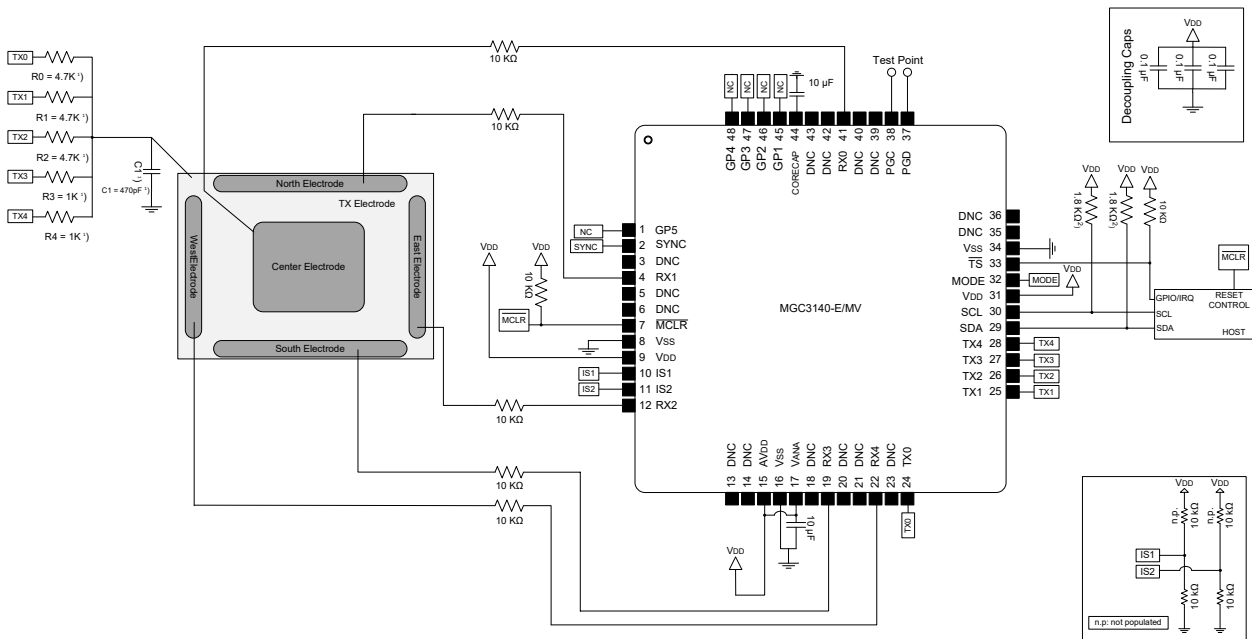 TX0
R0 = 4.7K ¹)
TX1
R1 = 4.7K ¹)
TX2
R2 = 4.7K ¹)
TX3
R3 = 1K ¹)
TX4
R4 = 1K ¹)
C1 ¹)
C1 = 470pF ¹)
North Electrode
TX Electrode
WestElectrode
Center Electrode
East Electrode
South Electrode
10 KΩ
10 KΩ
10 KΩ
10 KΩ
10 KΩ
VDD
VDD
10 KΩ
MCLR
NC
SYNC
IS1
IS2
1 GP5
2 SYNC
3 DNC
4 RX1
5 DNC
6 DNC
7 MCLR
8 VSS
9 VDD
10 IS1
11 IS2
12 RX2
NC
NC
NC
NC
10 µF
Test Point
GP4 48
GP3 47
GP2 46
GP1 45
CORECAP 44
DNC 43
DNC 42
RX0 41
DNC 40
DNC 39
PGC 38
PGD 37
MGC3140-E/MV
DNC 36
DNC 35
VSS 34
TS 33
MODE 32
VDD 31
SCL 30
SDA 29
TX4 28
TX3 27
TX2 26
TX1 25
MODE
TX4
TX3
TX2
TX1
13 DNC
14 DNC
15 AVDD
16 VSS
17 VANA
18 DNC
19 RX3
20 DNC
21 DNC
22 RX4
23 DNC
24 TX0
TX0
10 µF
VDD
VDD
VDD
VDD
1.8 KΩ²)
1.8 KΩ²)
10 KΩ
VDD
MCLR
RESET
CONTROL
GPIO/IRQ
SCL
SDA
HOST
Decoupling Caps
VDD
0.1 µF
0.1 µF
0.1 µF
VDD
VDD
n.p.
10 kΩ
n.p.
10 kΩ
IS1
IS2
10 kΩ
10 kΩ
n.p: not populated